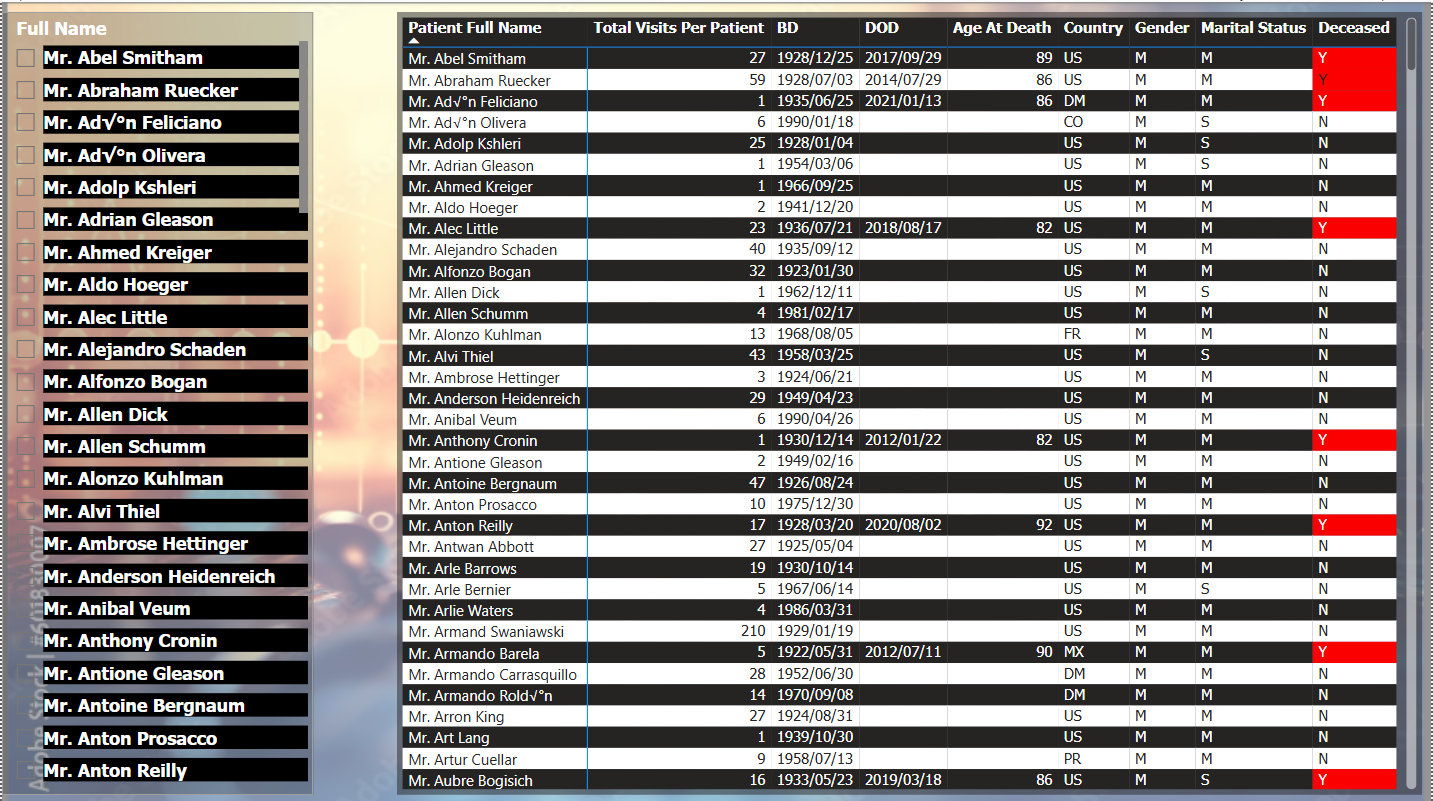 Full Name
Mr. Abel Smitham
Mr. Abraham Ruecker
Mr. Ad√°n Feliciano
Mr. Ad√°n Olivera
Mr. Adolp Kshleri
Mr. Adrian Gleason
Mr. Ahmed Kreiger
Mr. Aldo Hoeger
Mr. Alec Little
Mr. Alejandro Schaden
Mr. Alfonzo Bogan
Mr. Allen Dick
Mr. Allen Schumm
Mr. Alonzo Kuhlman
Mr. Alvi Thiel
Mr. Ambrose Hettinger
Mr. Anderson Heidenreich
Mr. Anibal Veum
Mr. Anthony Cronin
Mr. Antione Gleason
Mr. Antoine Bergnaum
Mr. Anton Prosacco
Mr. Anton Reilly
Adobe Stock | #601830007
Patient Full Name Total Visits Per Patient BD DOD Age At Death Country Gender Marital Status Deceased
Mr. Abel Smitham 27 1928/12/25 2017/09/29 89 US M M Y
Mr. Abraham Ruecker 59 1928/07/03 2014/07/29 86 US M M Y
Mr. Ad√°n Feliciano 1 1935/06/25 2021/01/13 86 DM M M Y
Mr. Ad√°n Olivera 6 1990/01/18 CO M S N
Mr. Adolp Kshleri 25 1928/01/04 US M S N
Mr. Adrian Gleason 1 1954/03/06 US M S N
Mr. Ahmed Kreiger 1 1966/09/25 US M M N
Mr. Aldo Hoeger 2 1941/12/20 US M M N
Mr. Alec Little 23 1936/07/21 2018/08/17 82 US M M Y
Mr. Alejandro Schaden 40 1935/09/12 US M M N
Mr. Alfonzo Bogan 32 1923/01/30 US M M N
Mr. Allen Dick 1 1962/12/11 US M S N
Mr. Allen Schumm 4 1981/02/17 US M M N
Mr. Alonzo Kuhlman 13 1968/08/05 FR M M N
Mr. Alvi Thiel 43 1958/03/25 US M S N
Mr. Ambrose Hettinger 3 1924/06/21 US M M N
Mr. Anderson Heidenreich 29 1949/04/23 US M M N
Mr. Anibal Veum 6 1990/04/26 US M M N
Mr. Anthony Cronin 1 1930/12/14 2012/01/22 82 US M M Y
Mr. Antione Gleason 2 1949/02/16 US M M N
Mr. Antoine Bergnaum 47 1926/08/24 US M M N
Mr. Anton Prosacco 10 1975/12/30 US M M N
Mr. Anton Reilly 17 1928/03/20 2020/08/02 92 US M M Y
Mr. Antwan Abbott 27 1925/05/04 US M M N
Mr. Arle Barrows 19 1930/10/14 US M M N
Mr. Arle Bernier 5 1967/06/14 US M S N
Mr. Arlie Waters 4 1986/03/31 US M M N
Mr. Armand Swaniawski 210 1929/01/19 US M M N
Mr. Armando Barela 5 1922/05/31 2012/07/11 90 MX M M Y
Mr. Armando Carrasquillo 28 1952/06/30 DM M M N
Mr. Armando Rold√°n 14 1970/09/08 DM M M N
Mr. Arron King 27 1924/08/31 US M M N
Mr. Art Lang 1 1939/10/30 US M M N
Mr. Artur Cuellar 9 1958/07/13 PR M M N
Mr. Aubre Bogisich 16 1933/05/23 2019/03/18 86 US M S Y